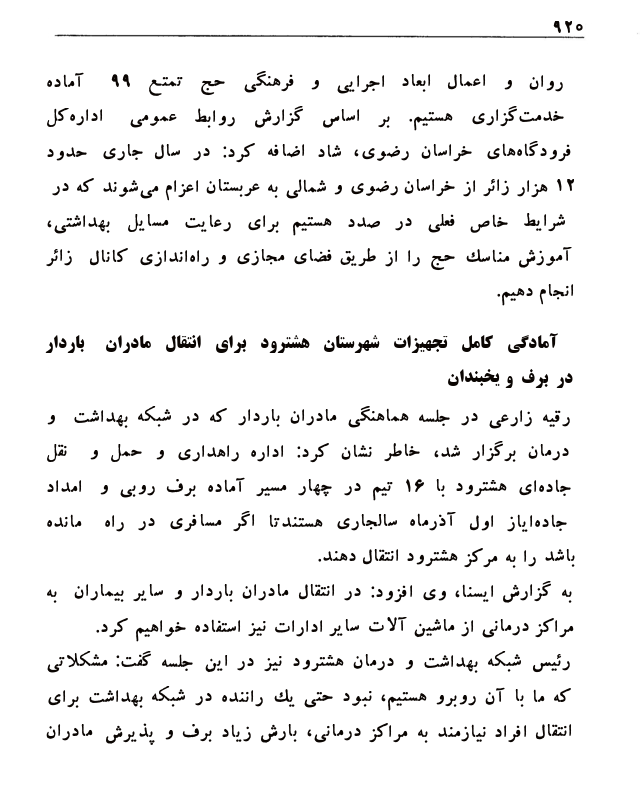 ۹۲۰
روان و اعمال ابعاد اجرایی و فرهنگی حج تمتع ۹۹ آماده
خدمت‌گزاری هستیم. بر اساس گزارش روابط عمومی اداره‌کل
فرودگاه‌های خراسان رضوی، شاد اضافه کرد: در سال جاری حدود
۱۲ هزار زائر از خراسان رضوی و شمالی به عربستان اعزام می‌شوند که در
شرایط خاص فعلی در صدد هستیم برای رعایت مسایل بهداشتی،
آموزش مناسك حج را از طریق فضای مجازی و راه‌اندازی کانال زائر
انجام دهیم.
آمادگی کامل تجهیزات شهرستان هشترود برای انتقال مادران باردار
در برف و یخبندان
رقیه زارعی در جلسه هماهنگی مادران باردار که در شبکه بهداشت و
درمان برگزار شد، خاطر نشان کرد: اداره راهداری و حمل و نقل
جاده‌ای هشترود با ۱۶ تیم در چهار مسیر آماده برف روبی و امداد
جاده‌ایاز اول آذرماه سالجاری هستندتا اگر مسافری در راه مانده
باشد را به مرکز هشترود انتقال دهند.
به گزارش ایسنا، وی افزود: در انتقال مادران باردار و سایر بیماران به
مراکز درمانی از ماشین آلات سایر ادارات نیز استفاده خواهیم کرد.
رئیس شبکه بهداشت و درمان هشترود نیز در این جلسه گفت: مشکلاتی
که ما با آن روبرو هستیم، نبود حتی یك راننده در شبکه بهداشت برای
انتقال افراد نیازمند به مراکز درمانی، بارش زیاد برف و پذیرش مادران